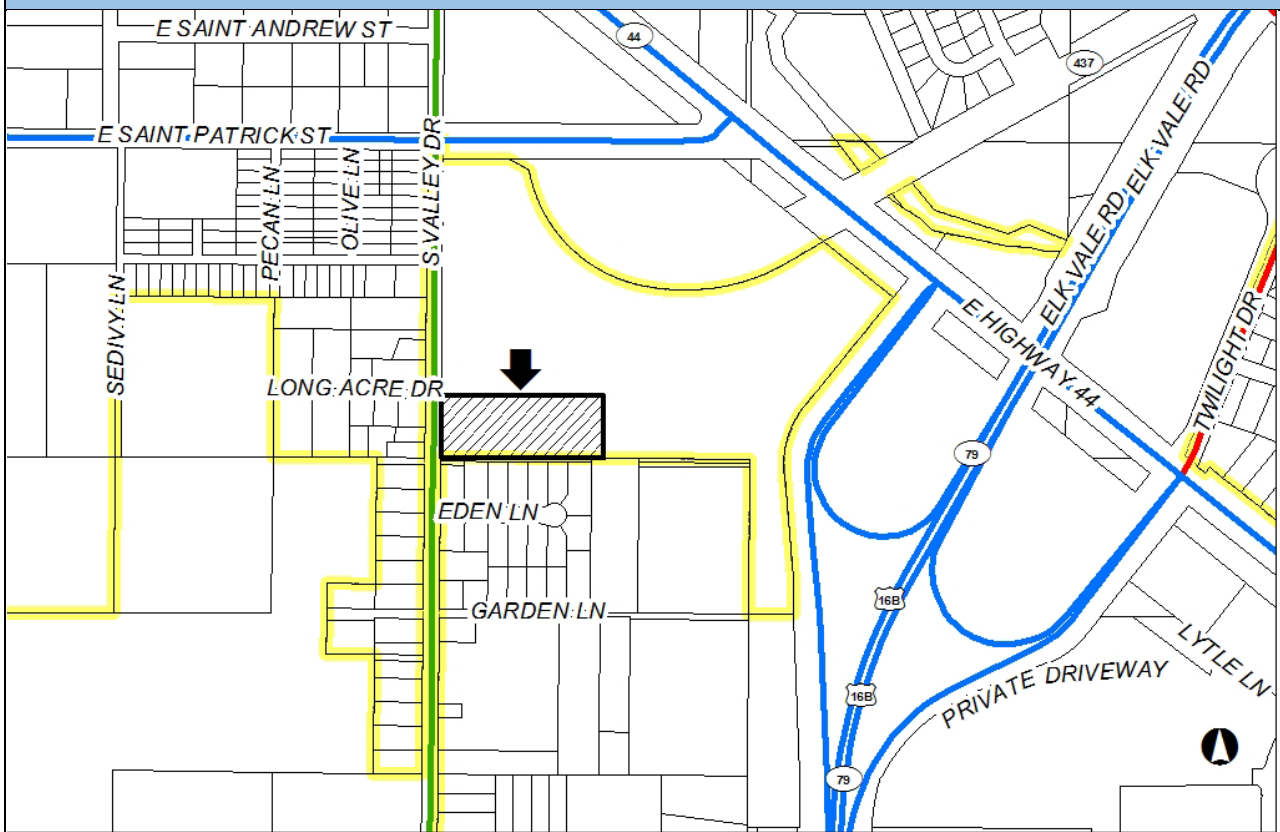 E SAINT ANDREW ST
44
437
E SAINT PATRICK ST
S VALLEY DR
ELK VALE RD
ELK VALE RD
PECAN LN
OLIVE LN
SEDIVY LN
E HIGHWAY 44
TWILIGHT DR
LONG ACRE DR
79
EDEN LN
16B
GARDEN LN
LYTLE LN
PRIVATE DRIVEWAY
16B
79